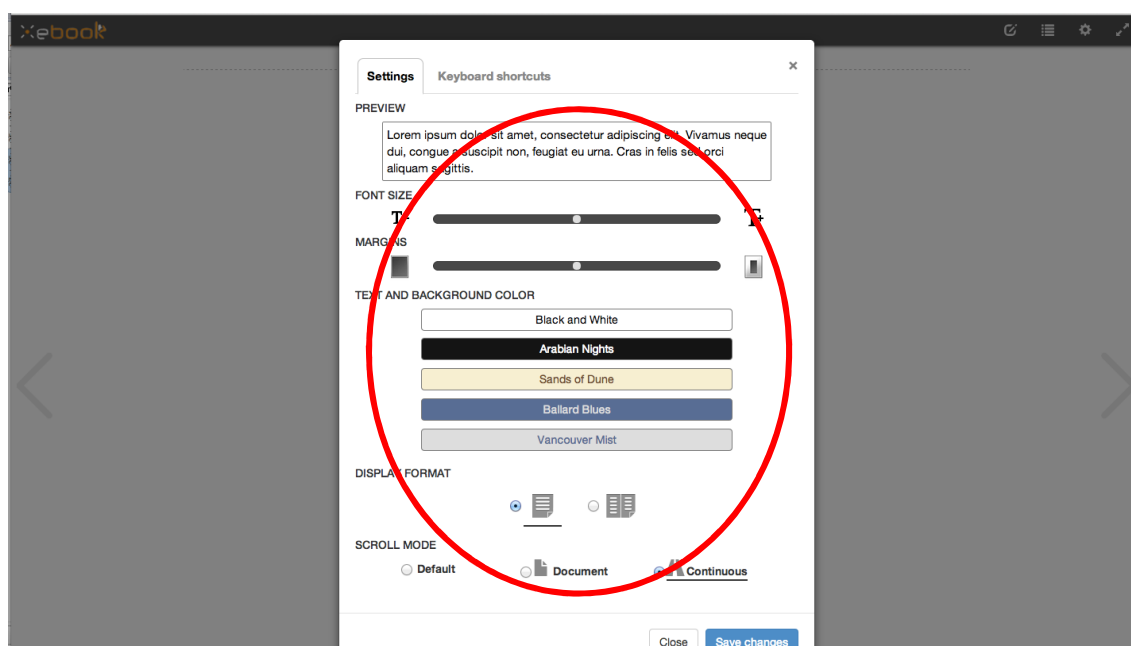 ebook
Settings Keyboard shortcuts ×
PREVIEW
Lorem ipsum dolor sit amet, consectetur adipiscing elit. Vivamus neque
dui, congue a suscipit non, feugiat eu urna. Cras in felis sed orci
aliquam sagittis.
FONT SIZE
T- T+
MARGINS
TEXT AND BACKGROUND COLOR
Black and White
Arabian Nights
Sands of Dune
Ballard Blues
Vancouver Mist
DISPLAY FORMAT
SCROLL MODE
Default Document Continuous
Close Save changes